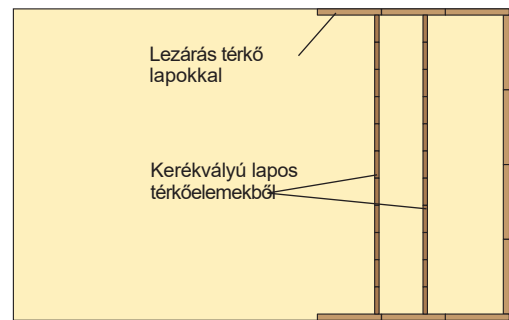 Lezárás térkő
lapokkal
Kerékvályú lapos
térkőelemekből